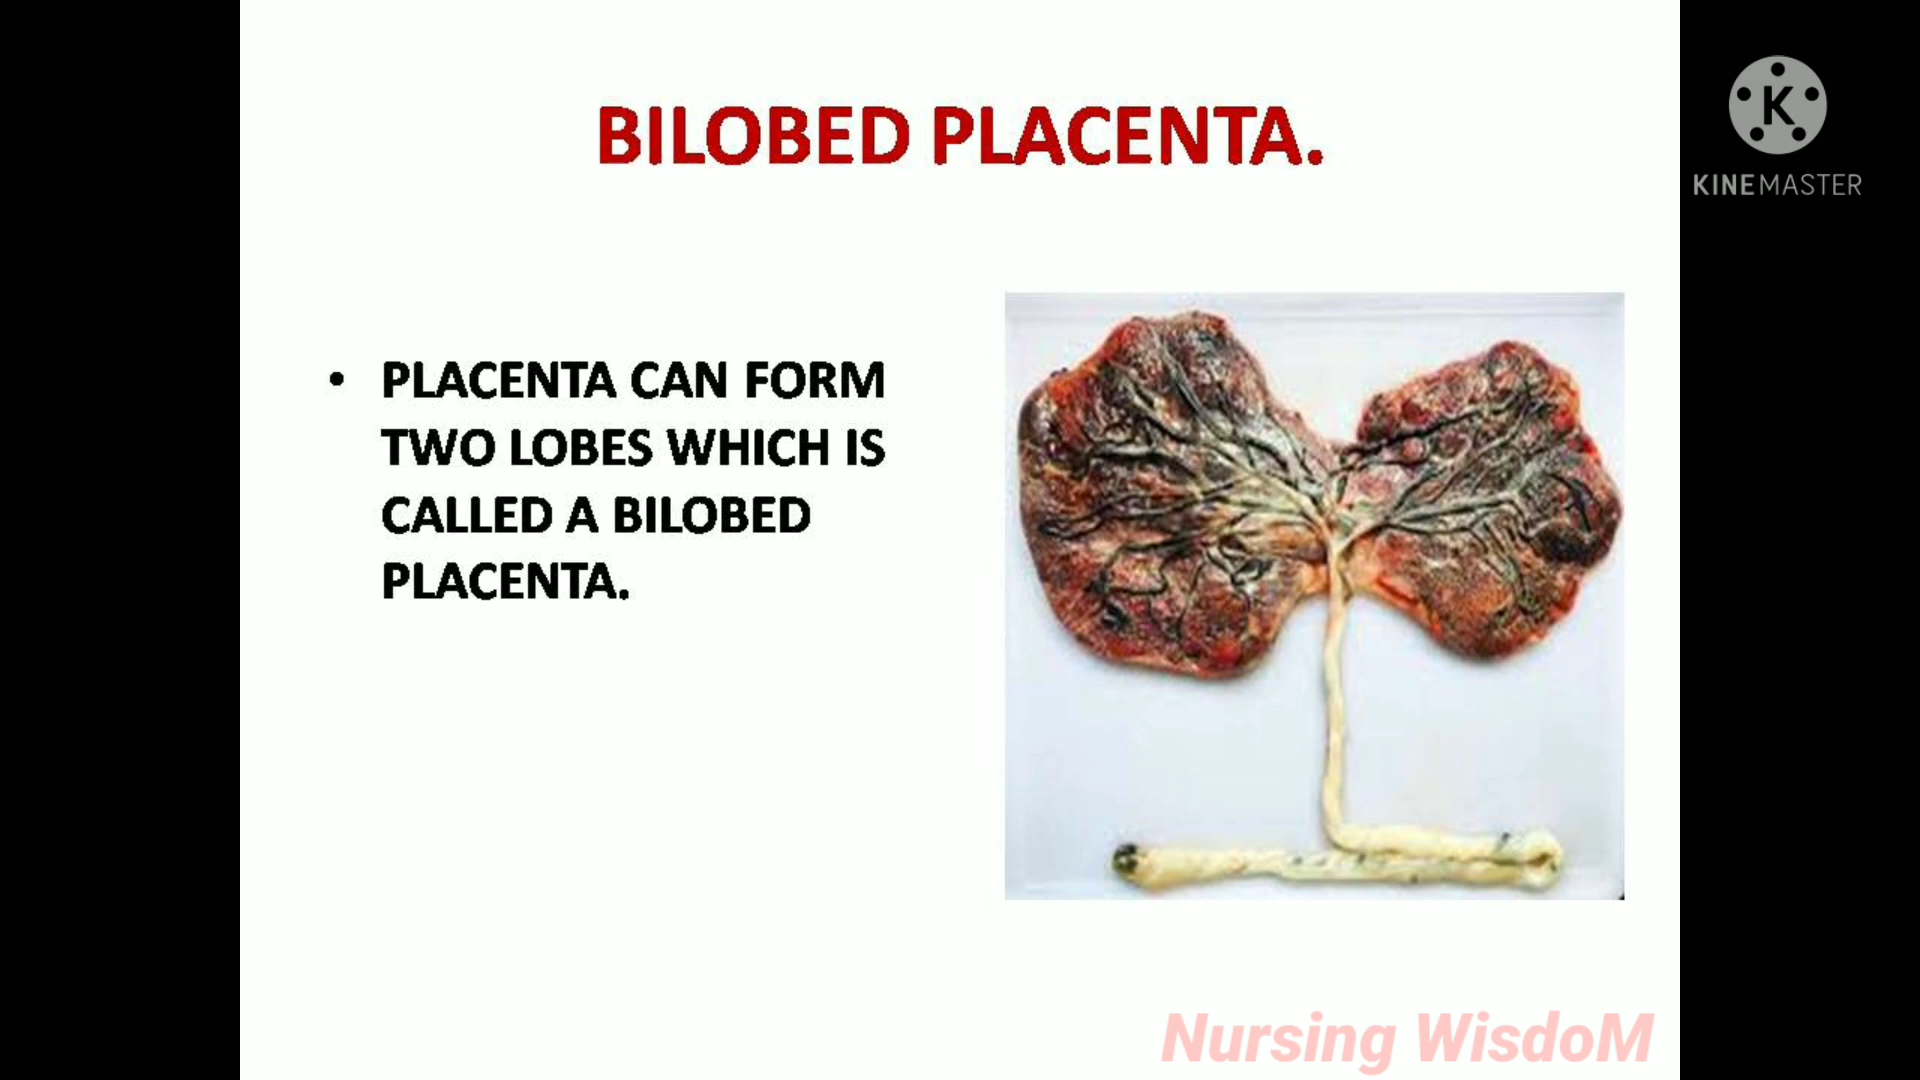 BILOBED PLACENTA.
K
KINEMASTER
• PLACENTA CAN FORM
TWO LOBES WHICH IS
CALLED A BILOBED
PLACENTA.
Nursing WisdoM